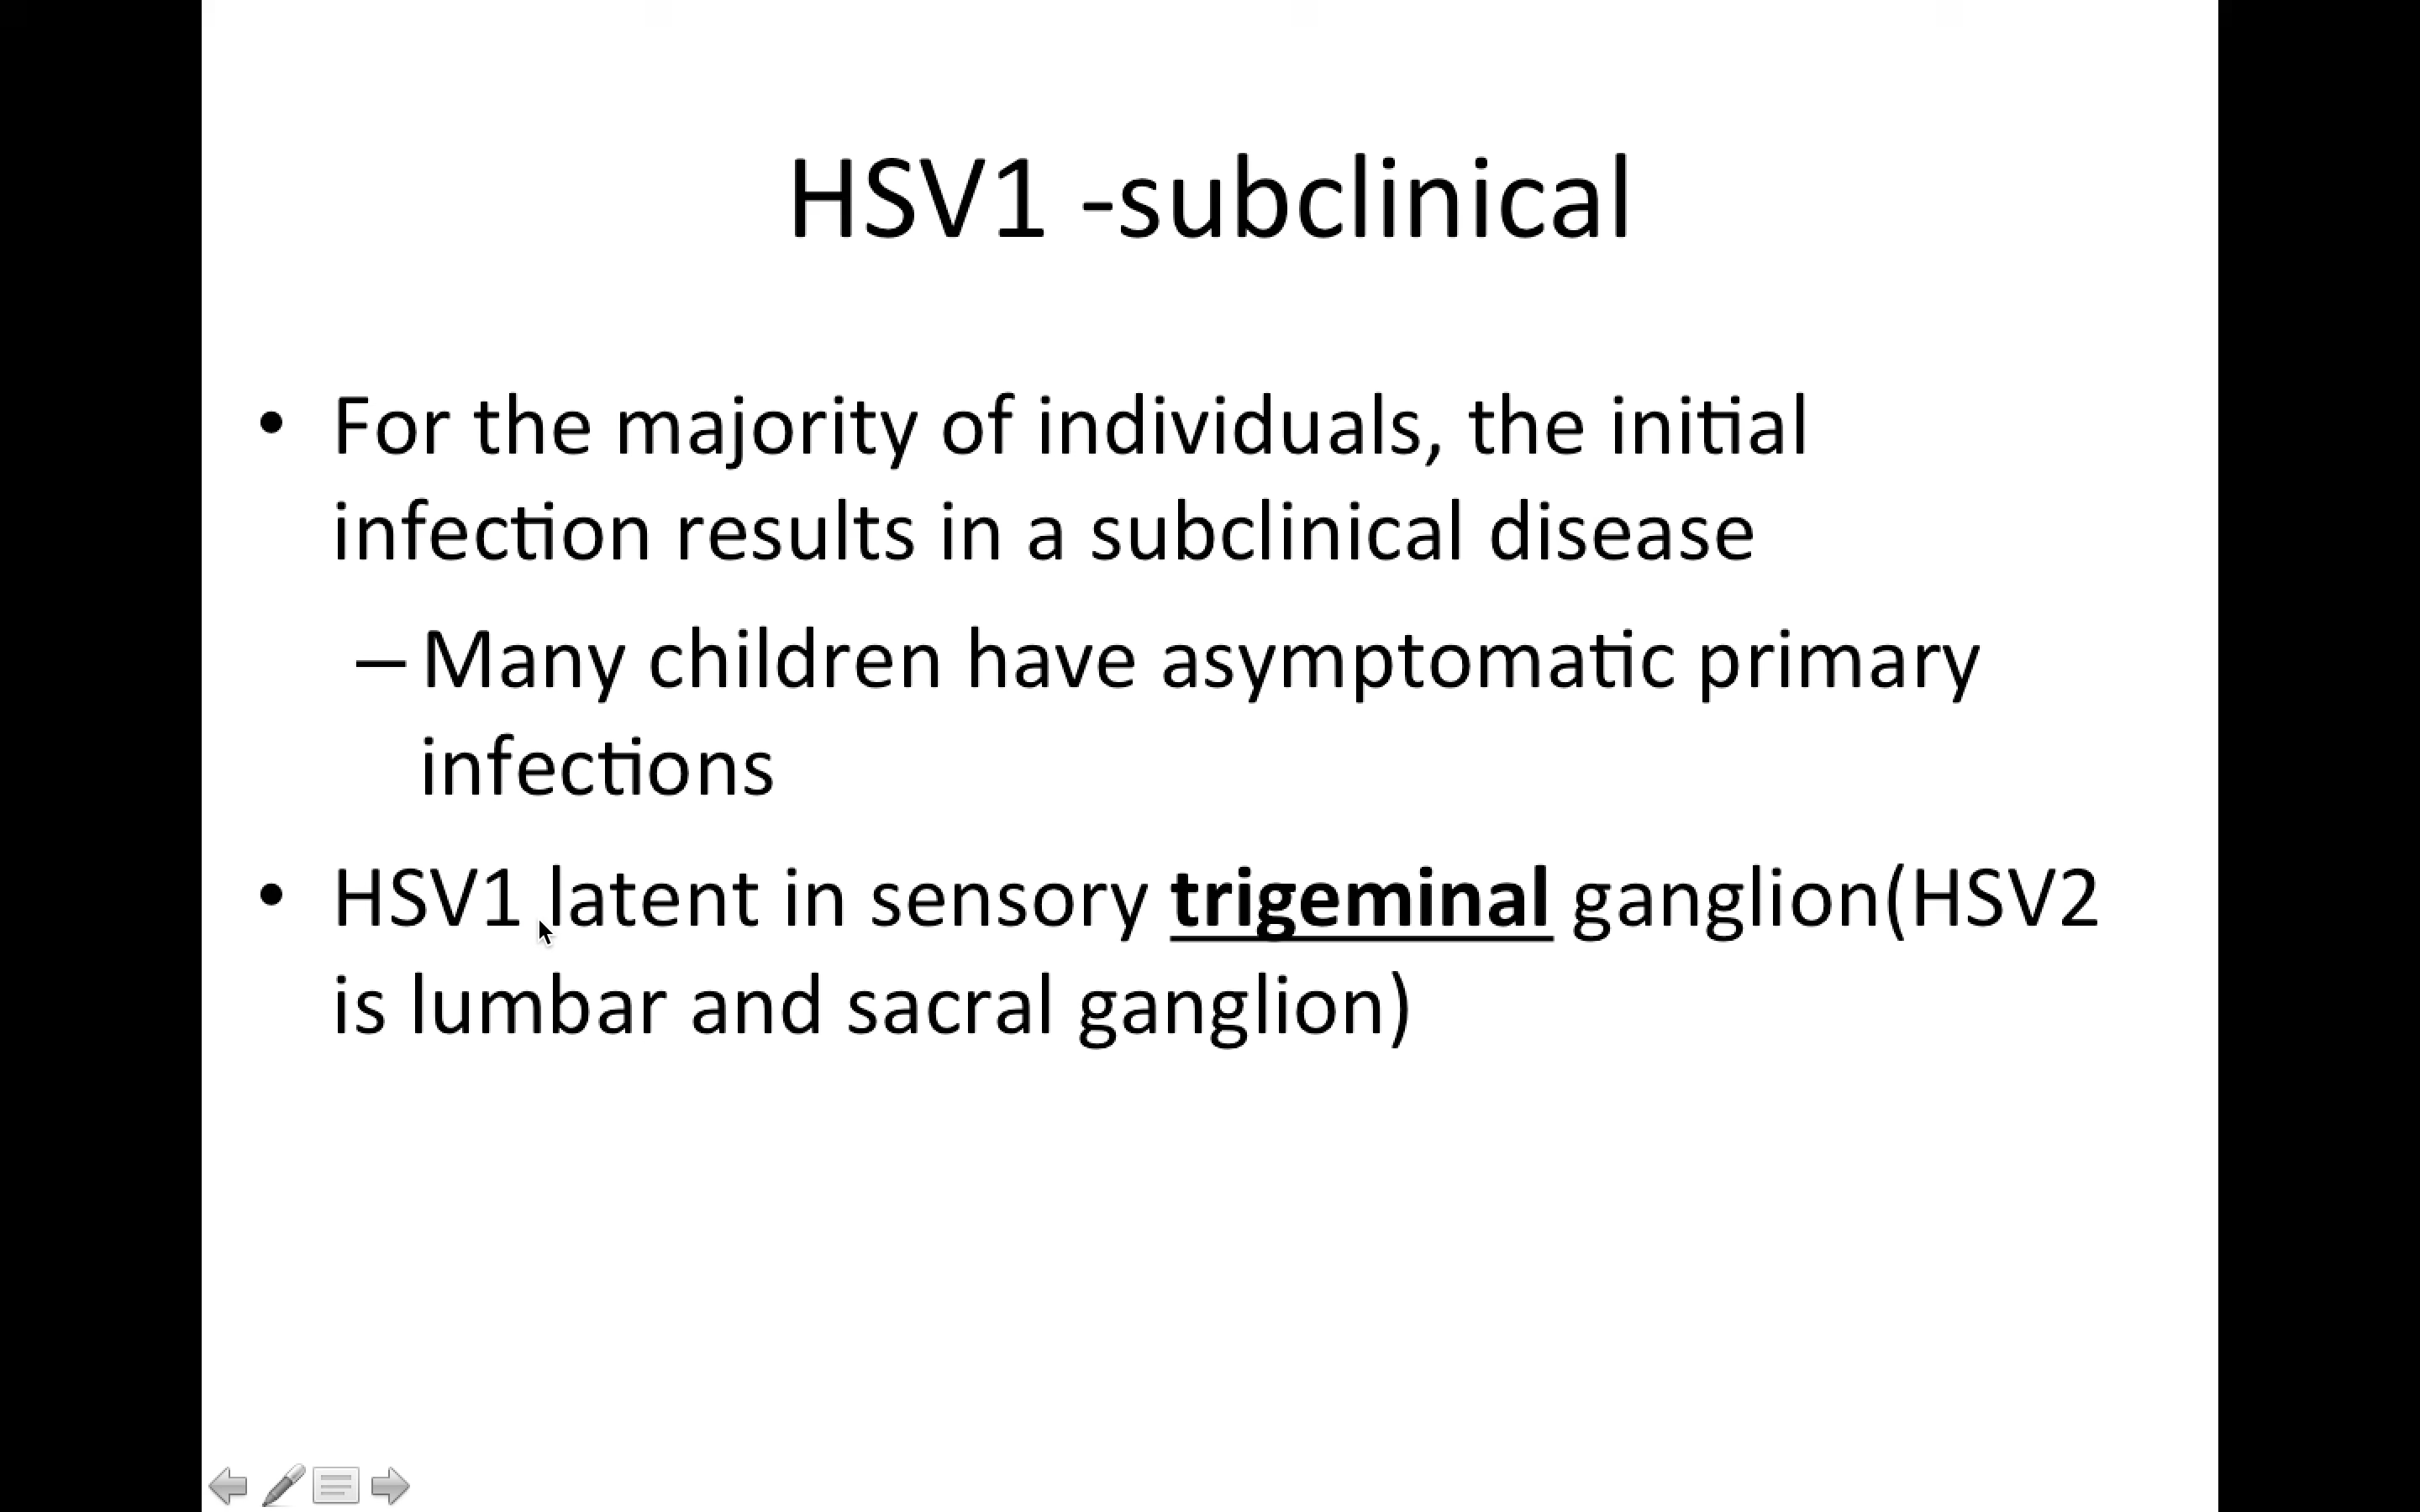 HSV1 -subclinical
• For the majority of individuals, the initial
infection results in a subclinical disease
– Many children have asymptomatic primary
infections
• HSV1 latent in sensory trigeminal ganglion(HSV2
is lumbar and sacral ganglion)